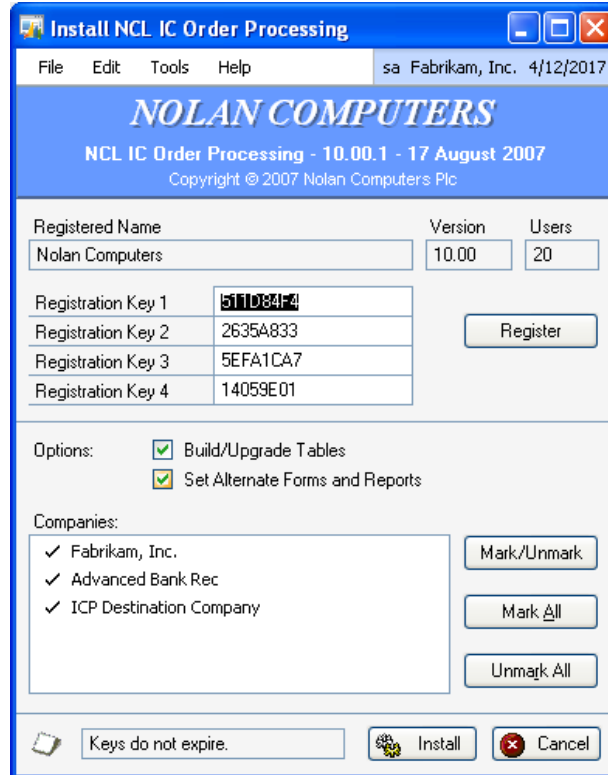 Install NCL IC Order Processing
File Edit Tools Help sa Fabrikam, Inc. 4/12/2017
NOLAN COMPUTERS
NCL IC Order Processing - 10.00.1 - 17 August 2007
Copyright © 2007 Nolan Computers Plc
Registered Name Version Users
Nolan Computers 10.00 20
Registration Key 1 511D84F4
Registration Key 2 2635A833
Register
Registration Key 3 5EFA1CA7
Registration Key 4 14059E01
Options: Build/Upgrade Tables
Set Alternate Forms and Reports
Companies:
Fabrikam, Inc. Mark/Unmark
Advanced Bank Rec
ICP Destination Company Mark All
Unmark All
Keys do not expire. Install Cancel